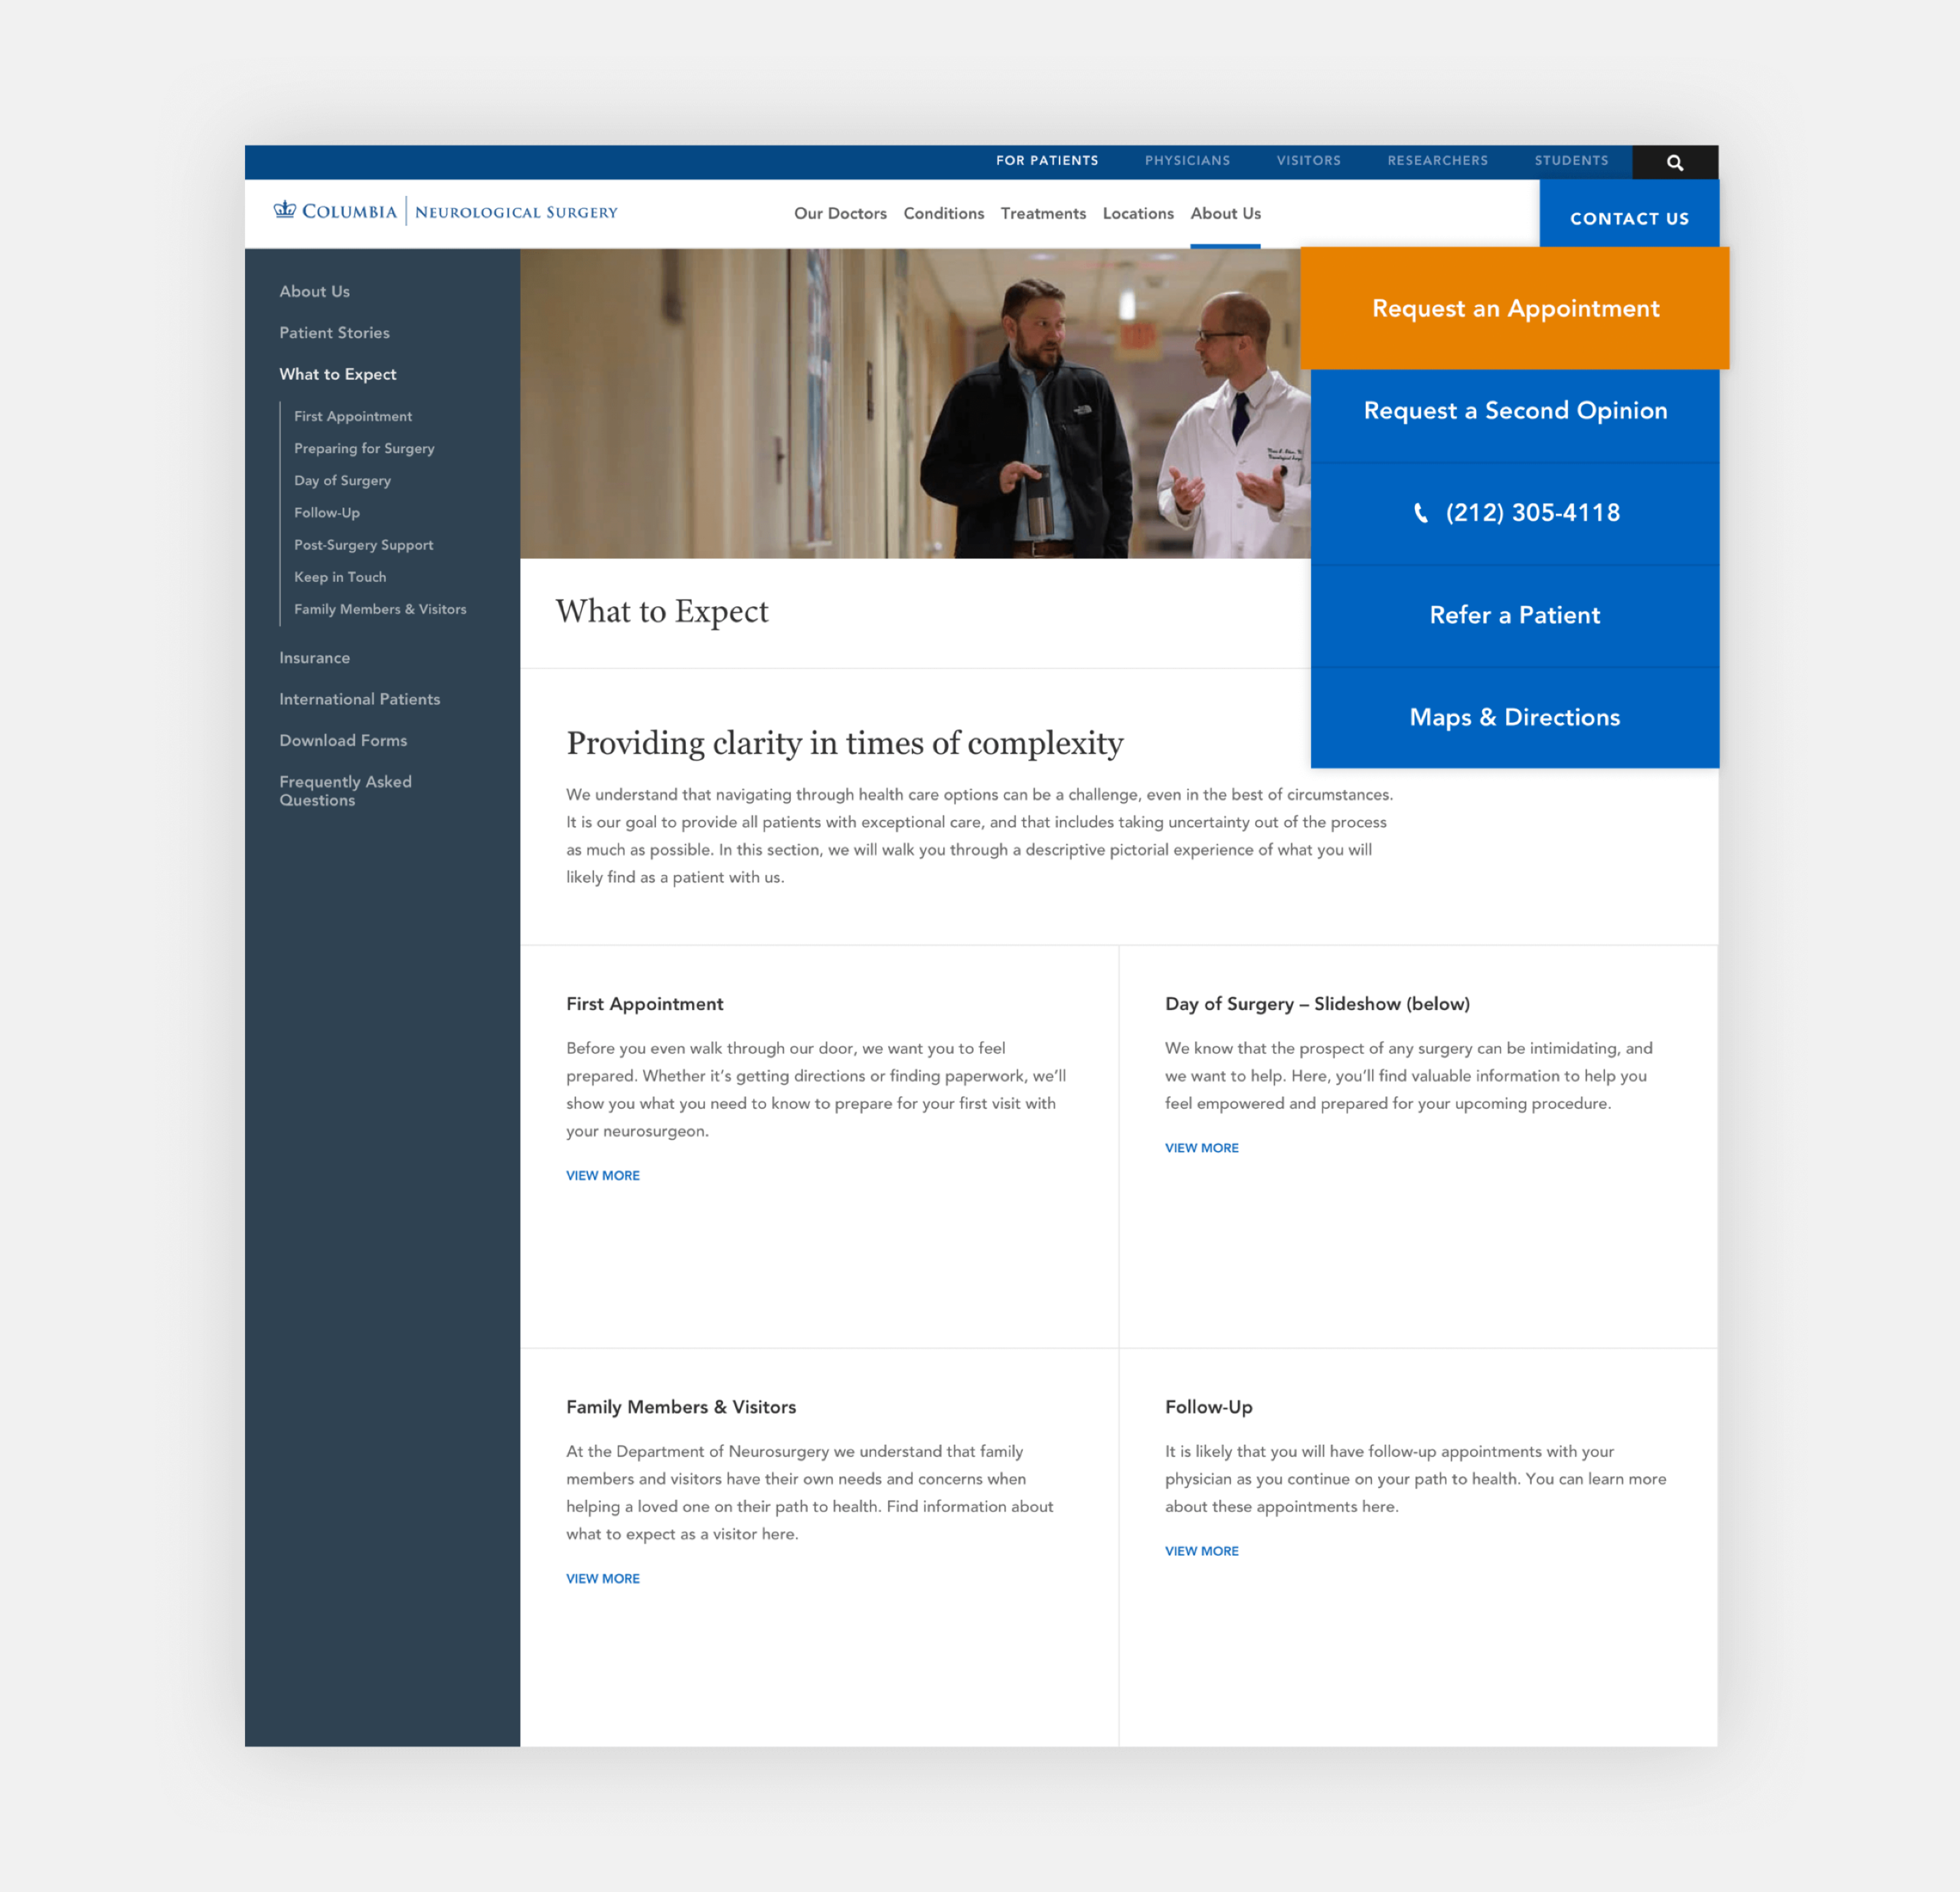 FOR PATIENTS PHYSICIANS VISITORS RESEARCHERS STUDENTS
COLUMBIA NEUROLOGICAL SURGERY
Our Doctors Conditions Treatments Locations About Us
CONTACT US
Request an Appointment
Request a Second Opinion
(212) 305-4118
Refer a Patient
Maps & Directions
About Us
Patient Stories
What to Expect
First Appointment
Preparing for Surgery
Day of Surgery
Follow-Up
Post-Surgery Support
Keep in Touch
Family Members & Visitors
Insurance
International Patients
Download Forms
Frequently Asked
Questions
What to Expect
Providing clarity in times of complexity
We understand that navigating through health care options can be a challenge, even in the best of circumstances.
It is our goal to provide all patients with exceptional care, and that includes taking uncertainty out of the process
as much as possible. In this section, we will walk you through a descriptive pictorial experience of what you will
likely find as a patient with us.
First Appointment
Before you even walk through our door, we want you to feel
prepared. Whether it’s getting directions or finding paperwork, we’ll
show you what you need to know to prepare for your first visit with
your neurosurgeon.
VIEW MORE
Day of Surgery – Slideshow (below)
We know that the prospect of any surgery can be intimidating, and
we want to help. Here, you’ll find valuable information to help you
feel empowered and prepared for your upcoming procedure.
VIEW MORE
Family Members & Visitors
At the Department of Neurosurgery we understand that family
members and visitors have their own needs and concerns when
helping a loved one on their path to health. Find information about
what to expect as a visitor here.
VIEW MORE
Follow-Up
It is likely that you will have follow-up appointments with your
physician as you continue on your path to health. You can learn more
about these appointments here.
VIEW MORE